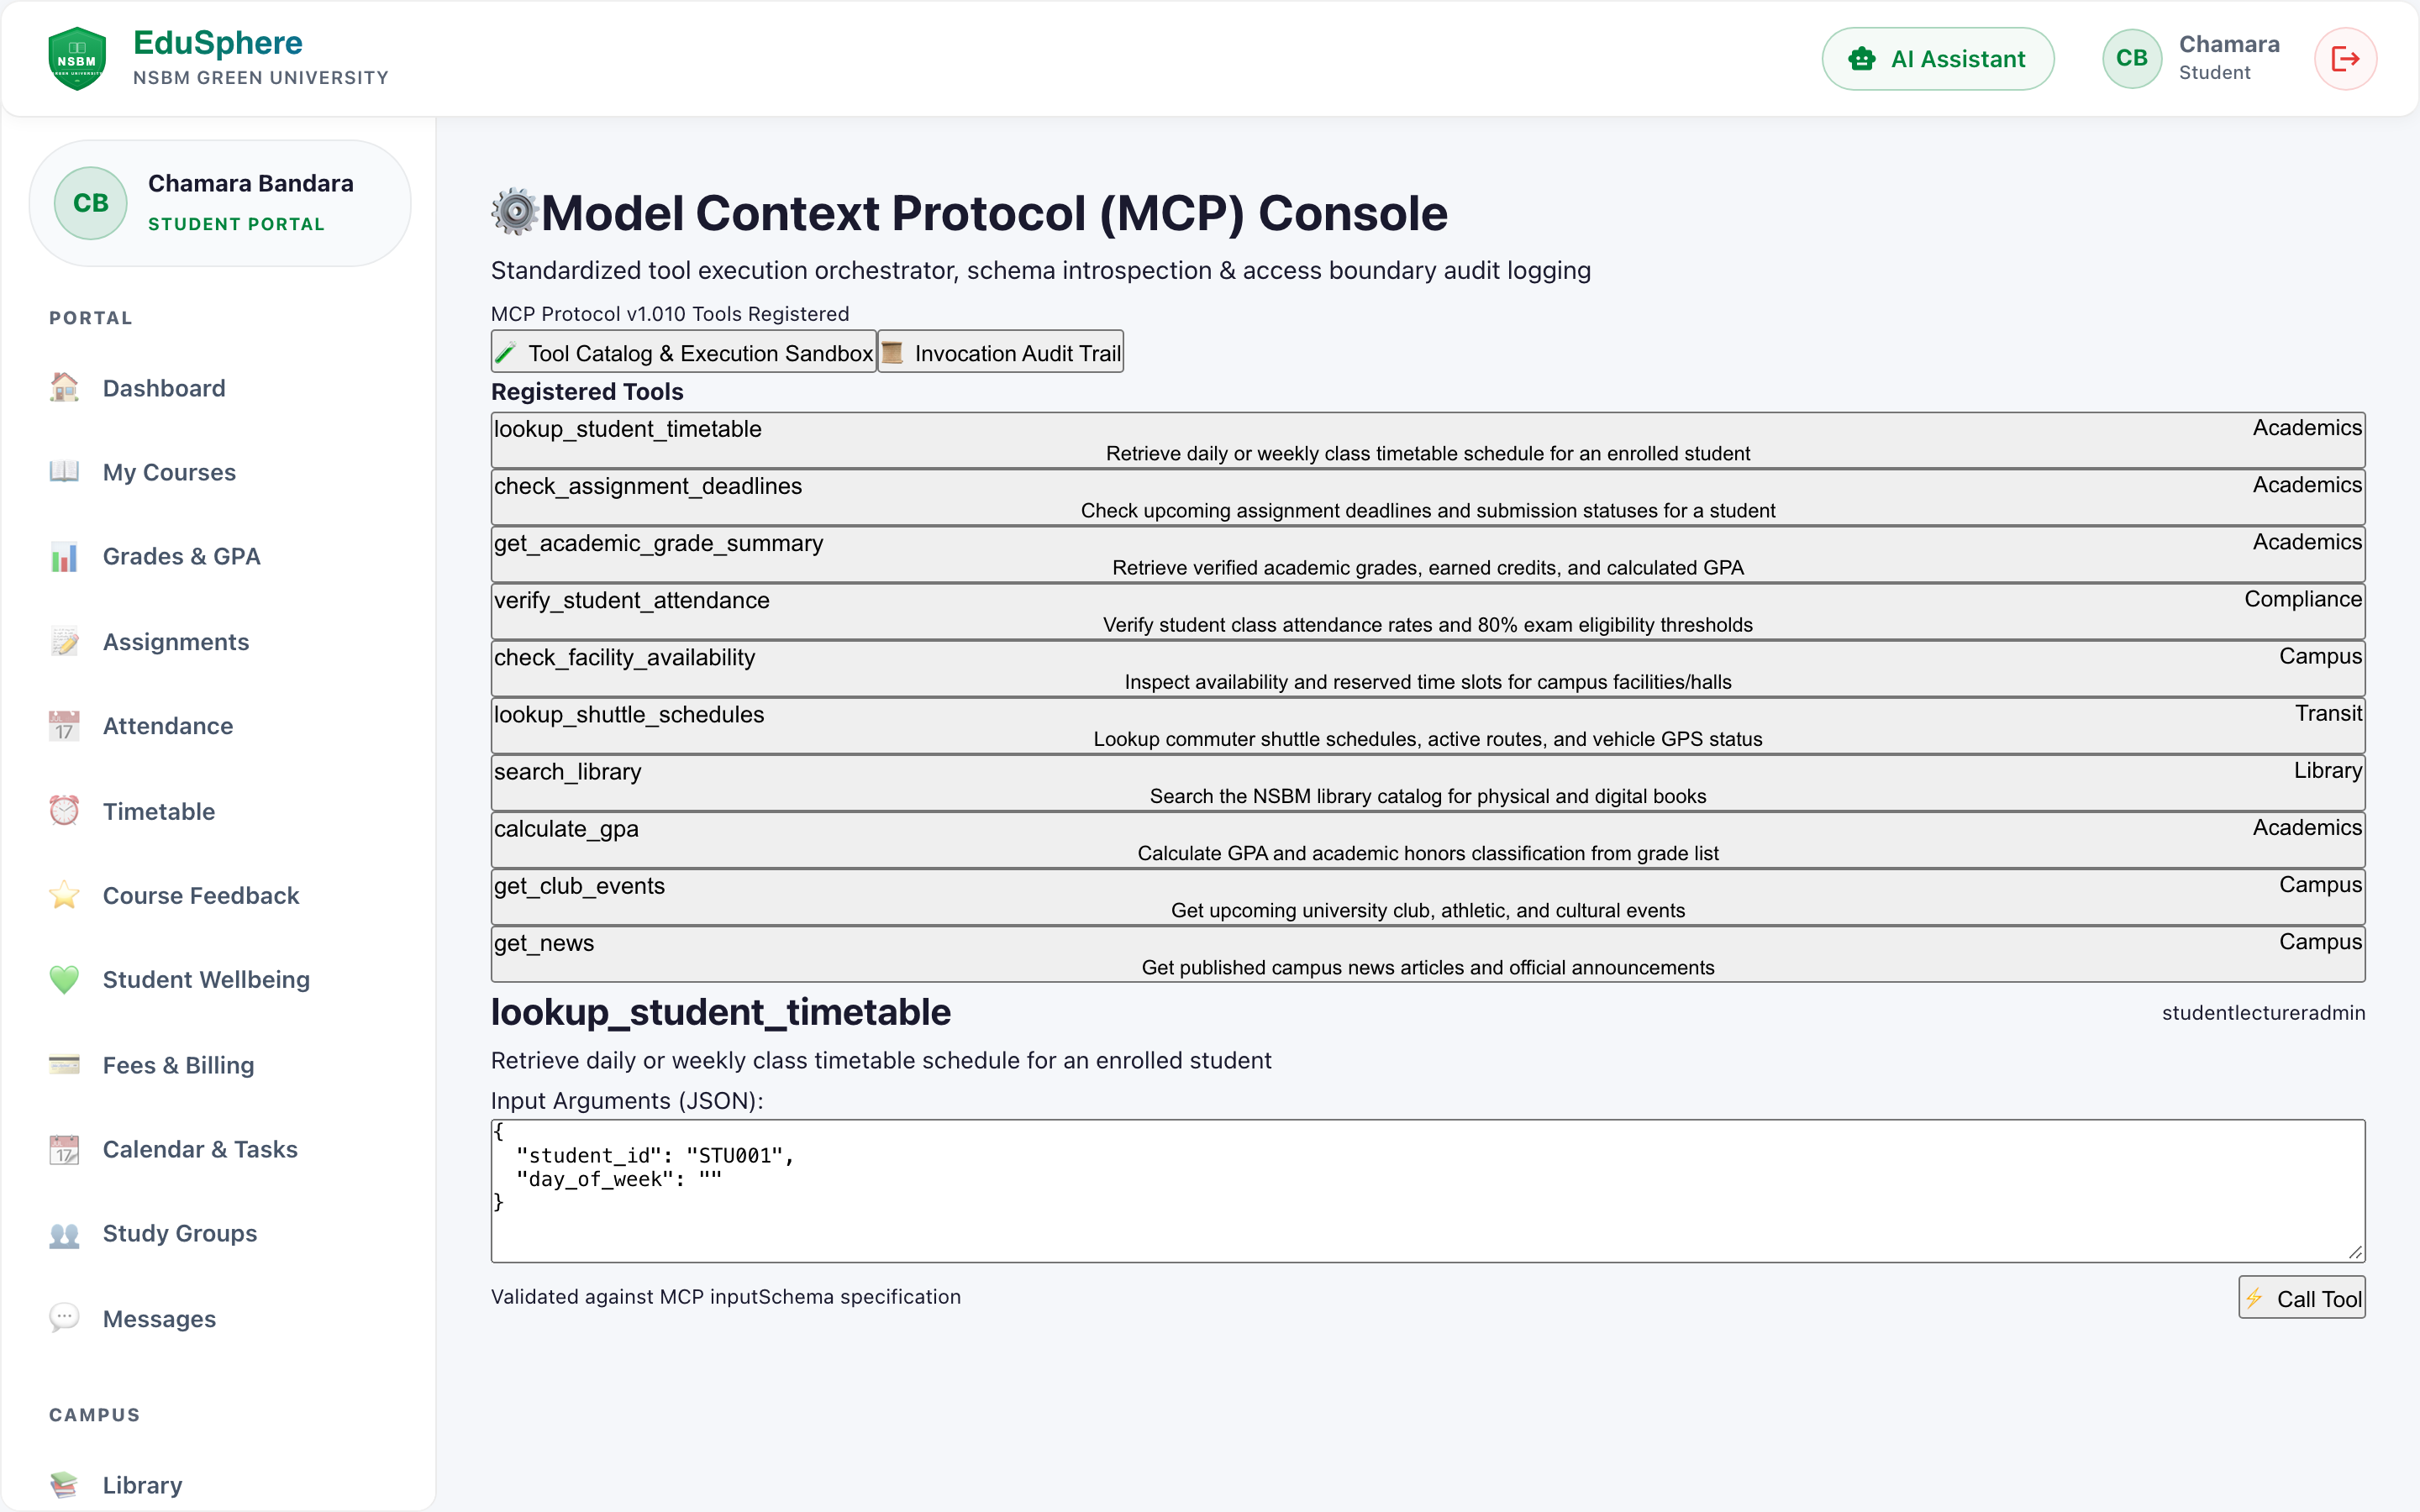 NSBM
GREEN UNIVERSITY
EduSphere
NSBM GREEN UNIVERSITY
AI Assistant
CB
Chamara
Student
CB
Chamara Bandara
STUDENT PORTAL
PORTAL
Dashboard
My Courses
Grades & GPA
Assignments
17
Attendance
Timetable
Course Feedback
Student Wellbeing
Fees & Billing
17
Calendar & Tasks
Study Groups
Messages
CAMPUS
Library
Model Context Protocol (MCP) Console
Standardized tool execution orchestrator, schema introspection & access boundary audit logging
MCP Protocol v1.010 Tools Registered
Tool Catalog & Execution Sandbox
Invocation Audit Trail
Registered Tools
lookup_student_timetable Academics
Retrieve daily or weekly class timetable schedule for an enrolled student
check_assignment_deadlines Academics
Check upcoming assignment deadlines and submission statuses for a student
get_academic_grade_summary Academics
Retrieve verified academic grades, earned credits, and calculated GPA
verify_student_attendance Compliance
Verify student class attendance rates and 80% exam eligibility thresholds
check_facility_availability Campus
Inspect availability and reserved time slots for campus facilities/halls
lookup_shuttle_schedules Transit
Lookup commuter shuttle schedules, active routes, and vehicle GPS status
search_library Library
Search the NSBM library catalog for physical and digital books
calculate_gpa Academics
Calculate GPA and academic honors classification from grade list
get_club_events Campus
Get upcoming university club, athletic, and cultural events
get_news Campus
Get published campus news articles and official announcements
lookup_student_timetable studentlectureradmin
Retrieve daily or weekly class timetable schedule for an enrolled student
Input Arguments (JSON):
{
"student_id": "STU001",
"day_of_week": ""
}
Validated against MCP inputSchema specification
Call Tool